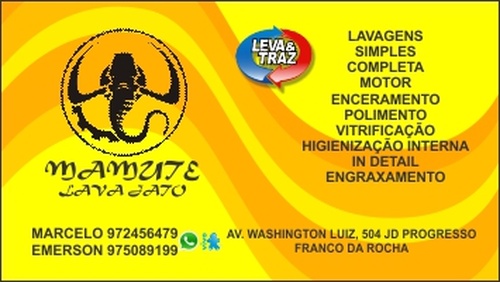 LEVA&
TRAZ
LAVAGENS
SIMPLES
COMPLETA
MOTOR
ENCERAMENTO
POLIMENTO
VITRIFICAÇÃO
HIGIENIZAÇÃO INTERNA
IN DETAIL
ENGRAXAMENTO
MAMUTE
LAVA JATO
MARCELO 972456479
EMERSON 975089199
AV. WASHINGTON LUIZ, 504 JD PROGRESSO
FRANCO DA ROCHA